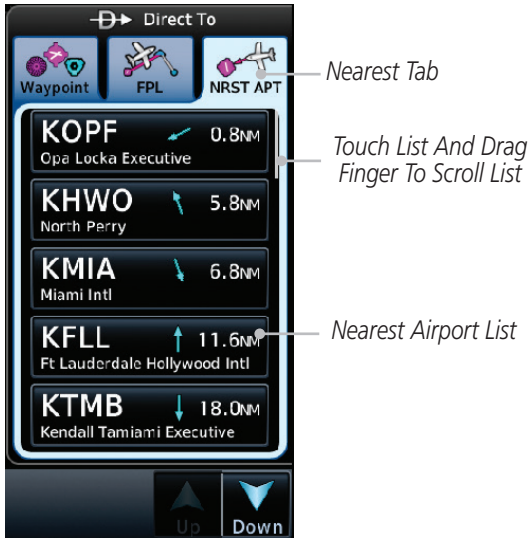 D Direct To
Waypoint
FPL
NRST APT
Nearest Tab
KOPF 0.8NM
Opa Locka Executive
Touch List And Drag
Finger To Scroll List
KHWO 5.8NM
North Perry
KMIA 6.8NM
Miami Intl
KFLL 11.6NM
Ft Lauderdale Hollywood Intl
Nearest Airport List
KTMB 18.0NM
Kendall Tamiami Executive
Up
Down